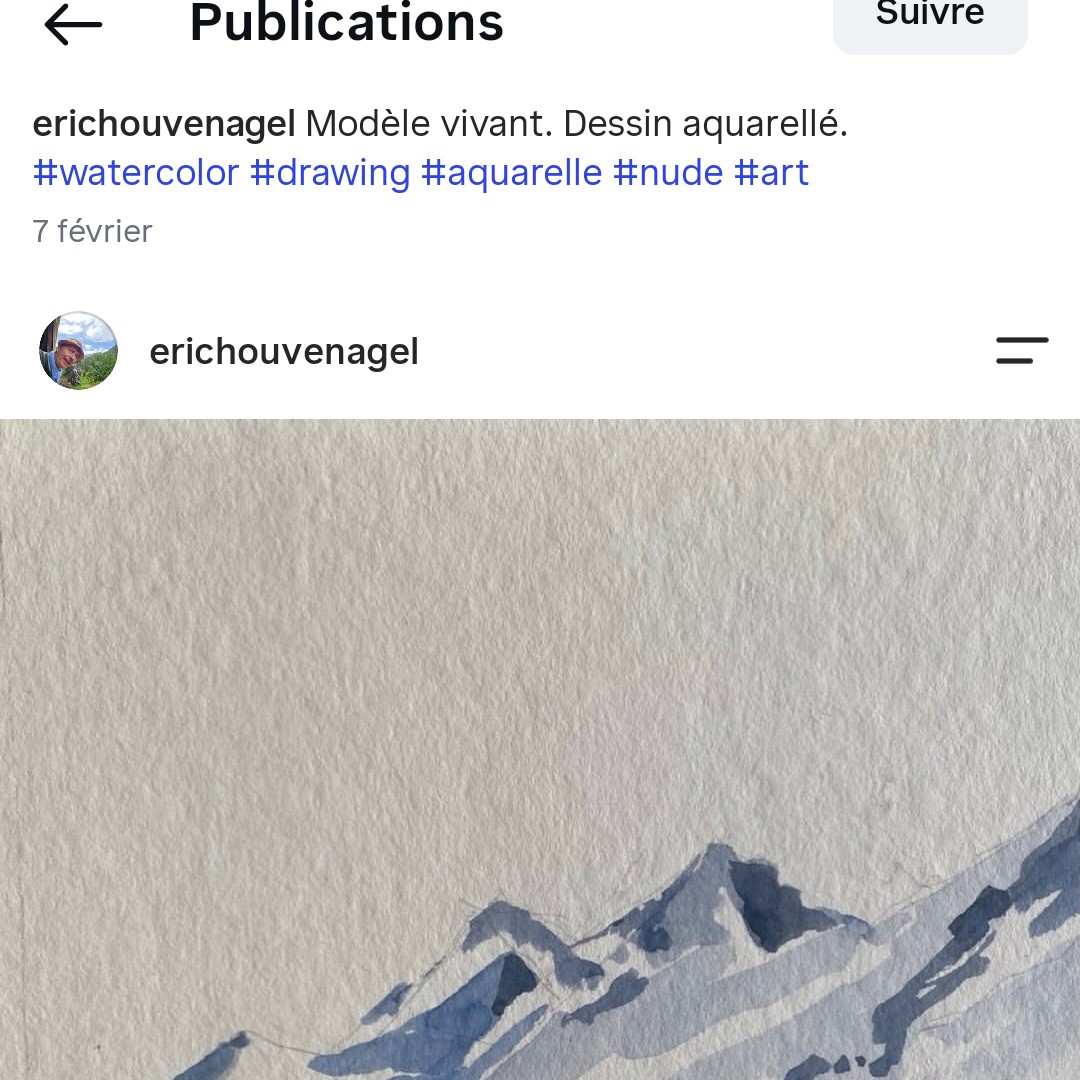 Publications
Suivre
erichouvenagel Modèle vivant. Dessin aquarellé.
#watercolor #drawing #aquarelle #nude #art
7 février
erichouvenagel